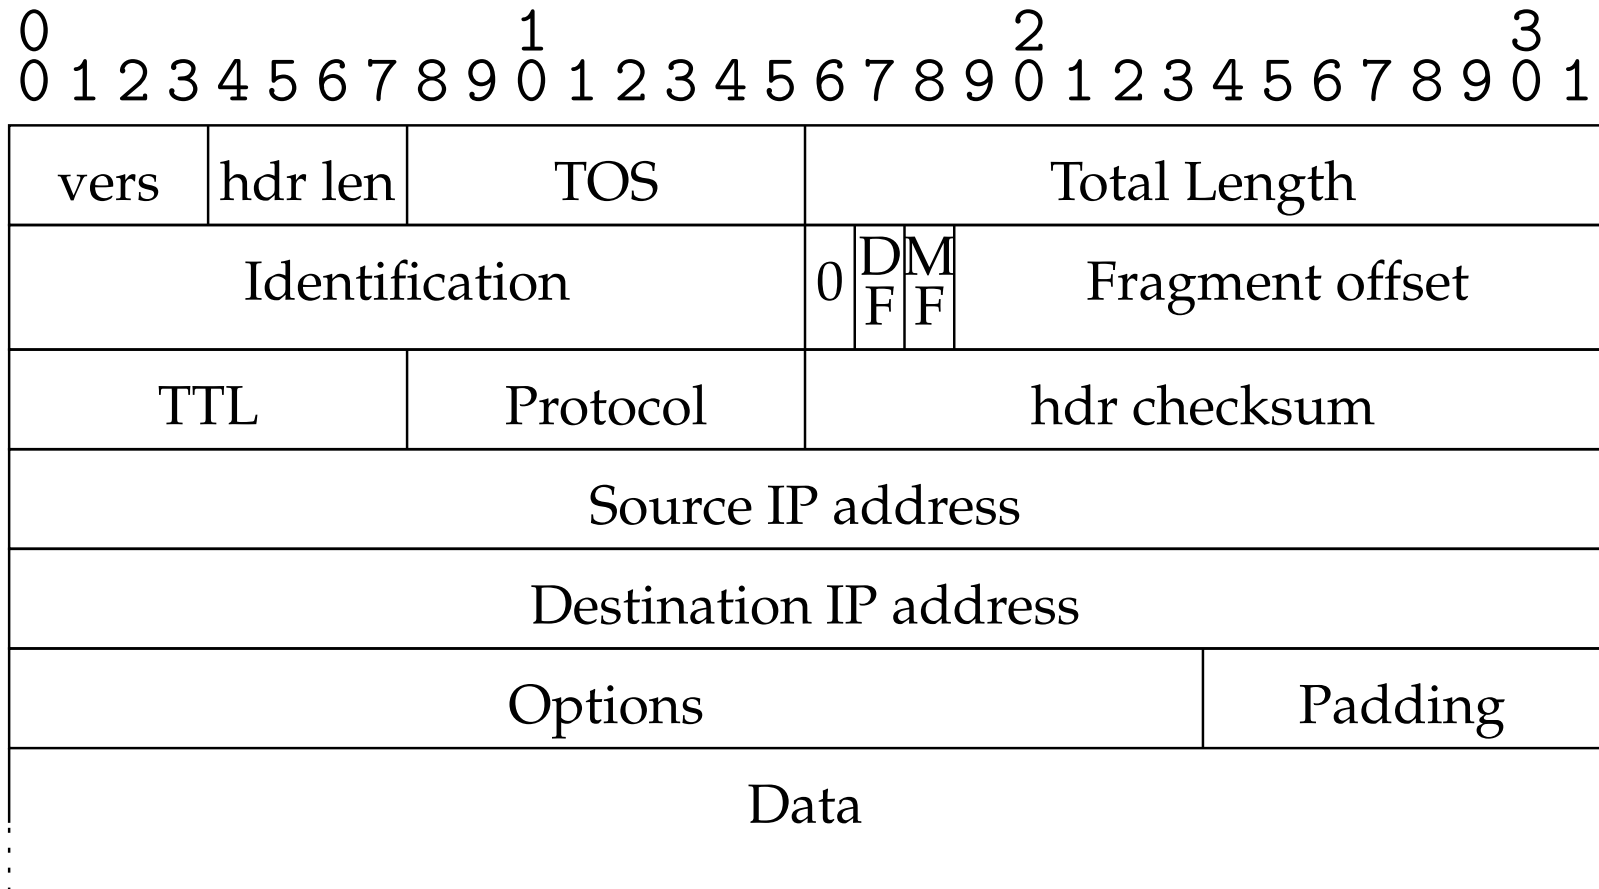 0 1 2 3
0 1 2 3 4 5 6 7 8 9 0 1 2 3 4 5 6 7 8 9 0 1 2 3 4 5 6 7 8 9 0 1
vers hdr len TOS Total Length
Identification 0 DF MF Fragment offset
TTL Protocol hdr checksum
Source IP address
Destination IP address
Options Padding
Data